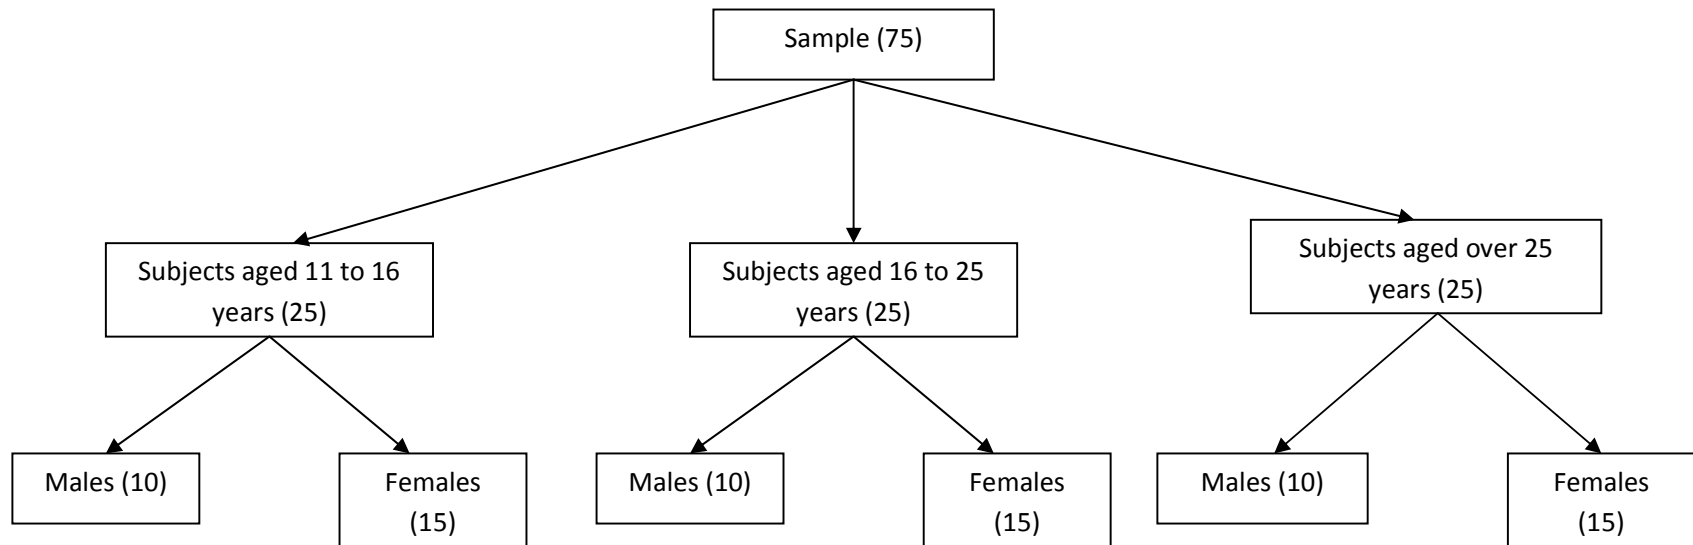 Sample (75)
Subjects aged 11 to 16
years (25)
Subjects aged 16 to 25
years (25)
Subjects aged over 25
years (25)
Males (10)
Females
(15)
Males (10)
Females
(15)
Males (10)
Females
(15)